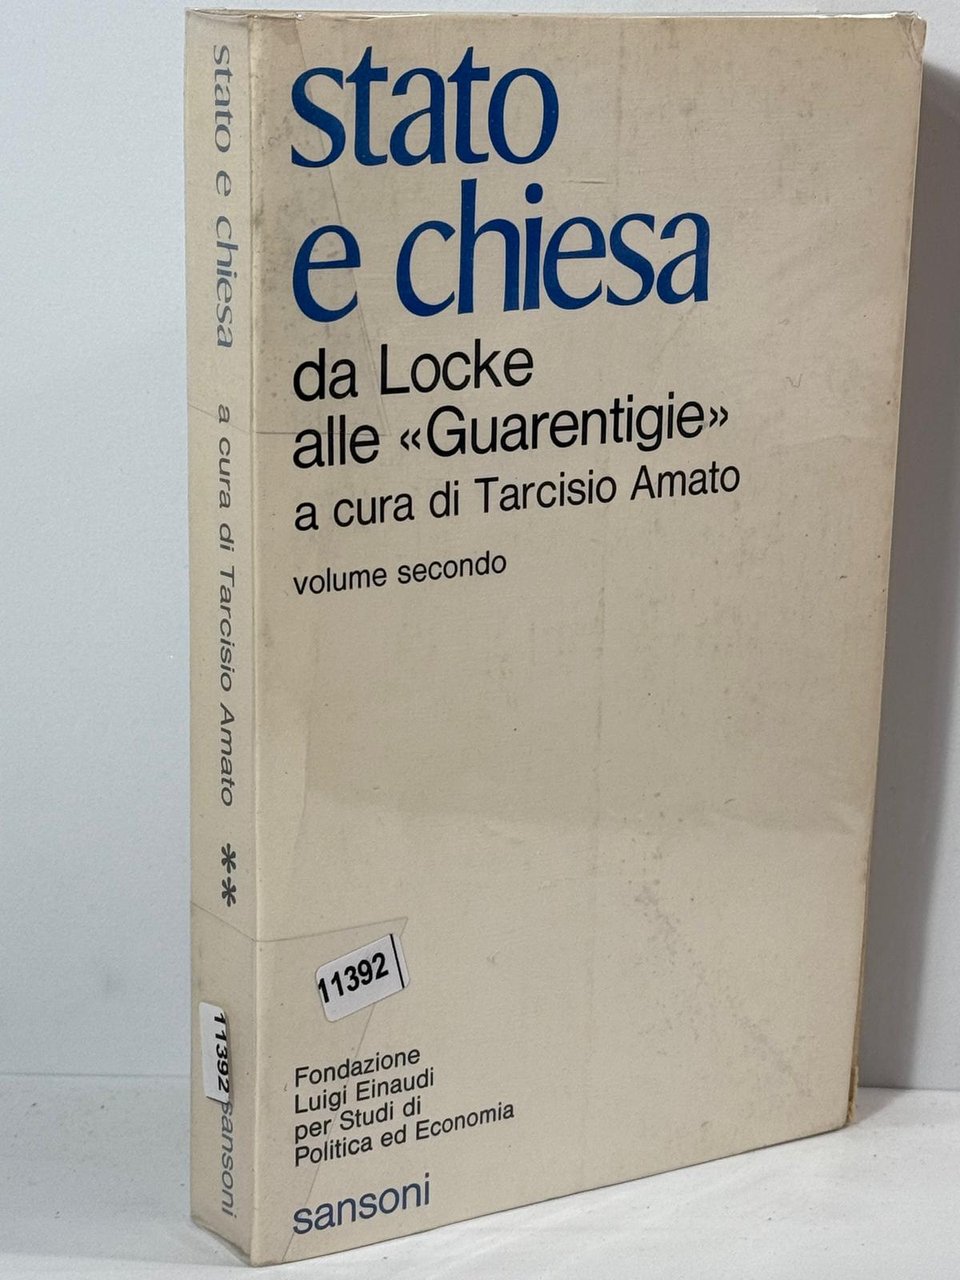 stato
e chiesa
da Locke
alle «Guarentigie»
a cura di Tarcisio Amato
volume secondo
11392
Fondazione
Luigi Einaudi
per Studi di
Politica ed Economia
sansoni
stato e chiesa a cura di Tarcisio Amato ** sansoni
11392